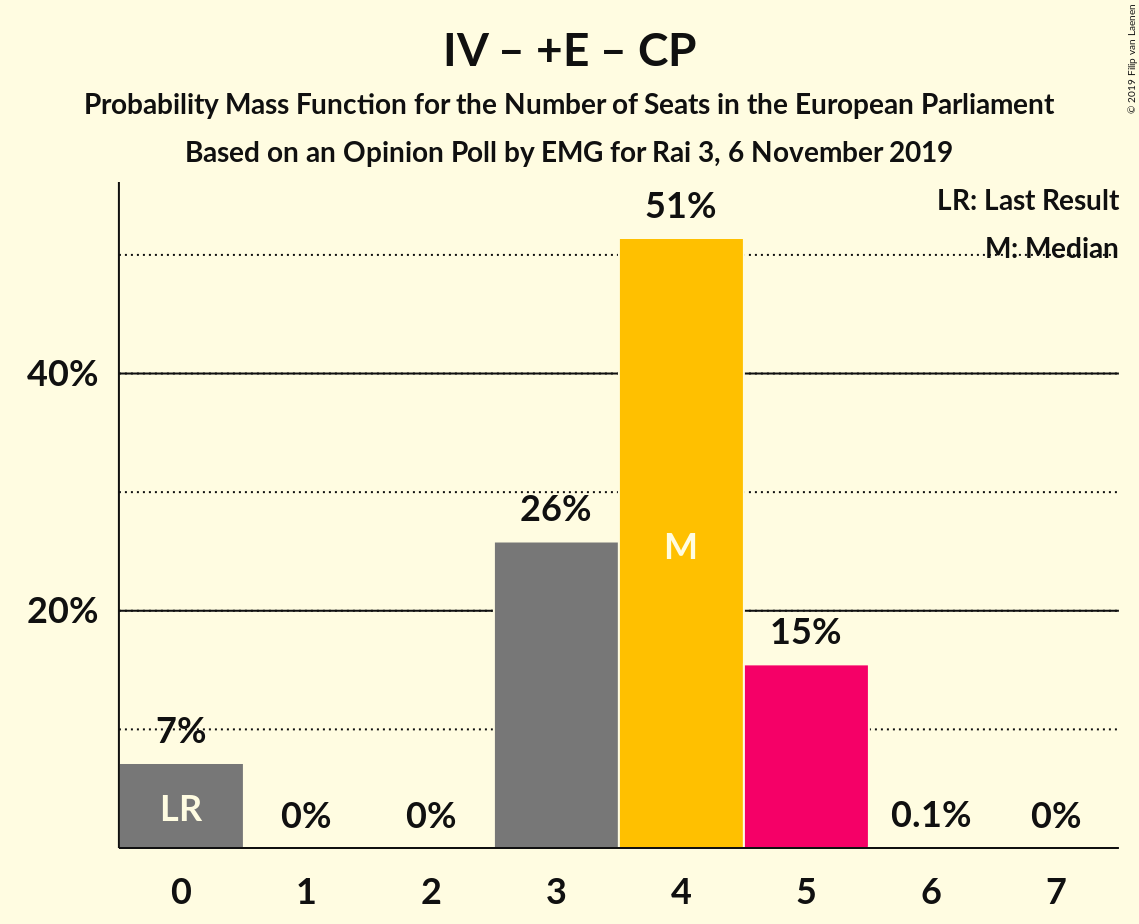 IV – +E – CP
Probability Mass Function for the Number of Seats in the European Parliament
Based on an Opinion Poll by EMG for Rai 3, 6 November 2019
© 2019 Filip van Laenen
LR: Last Result
M: Median
51%
40%
26%
M
20%
15%
7%
LR
0%
0%
0.1%
0%
0 1 2 3 4 5 6 7